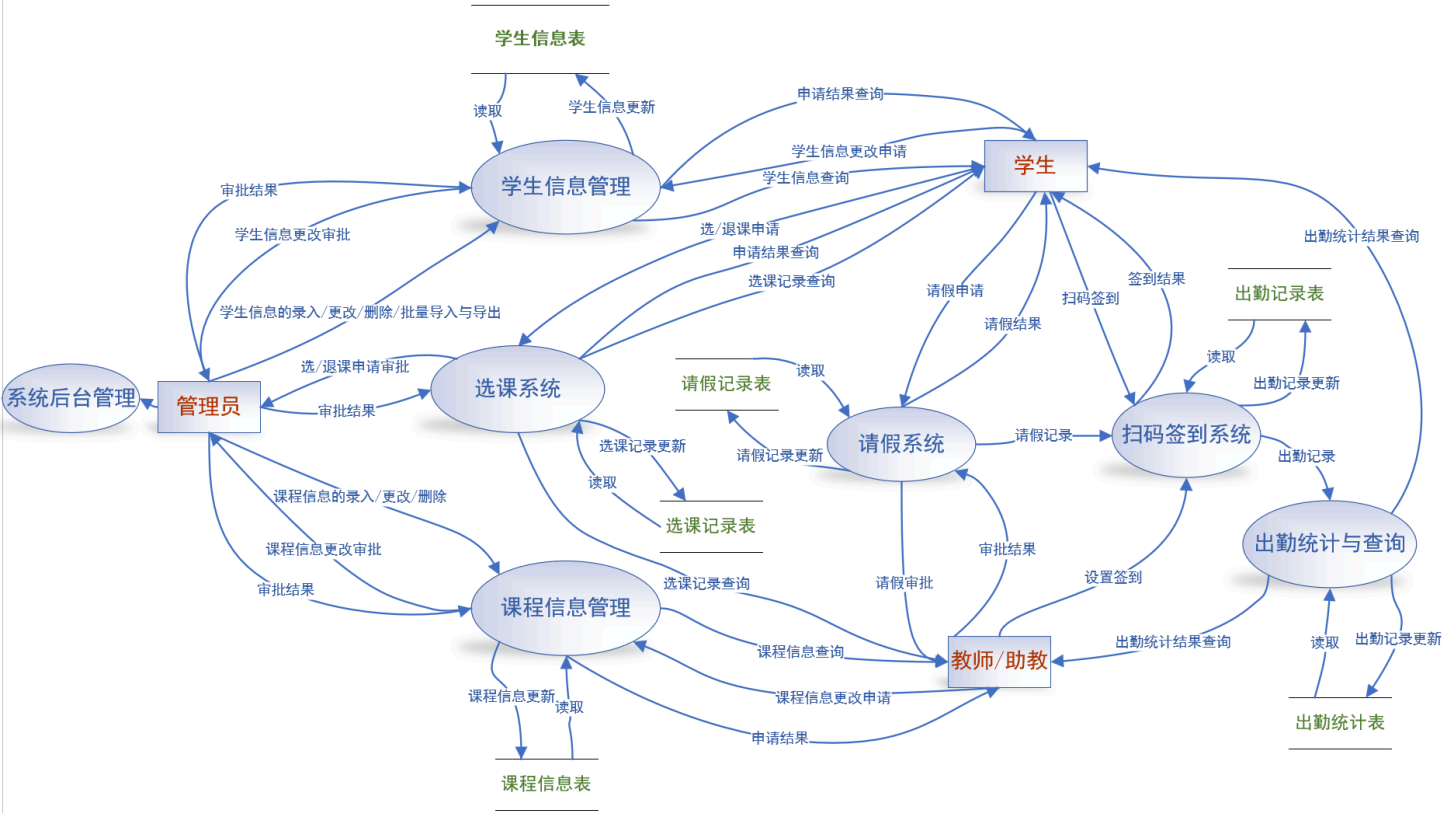 学生信息表
读取
学生信息更新
申请结果查询
学生信息管理
学生信息更改申请
学生信息查询
学生
审批结果
学生信息更改审批
选/退课申请
申请结果查询
选课记录查询
出勤统计结果查询
学生信息的录入/更改/删除/批量导入与导出
请假申请
请假结果
扫码签到
签到结果
出勤记录表
读取
出勤记录更新
选/退课申请审批
审批结果
系统后台管理
管理员
选课系统
请假记录表
读取
请假记录更新
请假系统
请假记录
扫码签到系统
出勤记录
选课记录更新
读取
选课记录表
课程信息的录入/更改/删除
课程信息更改审批
审批结果
审批结果
请假审批
设置签到
出勤统计与查询
选课记录查询
课程信息管理
课程信息查询
教师/助教
出勤统计结果查询
读取
出勤记录更新
课程信息更新
读取
课程信息更改申请
申请结果
出勤统计表
课程信息表